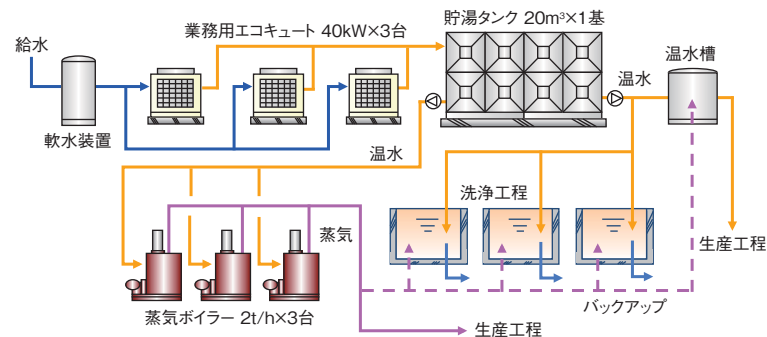 業務用エコキュート 40kW×3台
貯湯タンク 20m³×1基
給水
温水槽
温水
軟水装置
温水
洗浄工程
蒸気
生産工程
バックアップ
蒸気ボイラー 2t/h×3台
生産工程